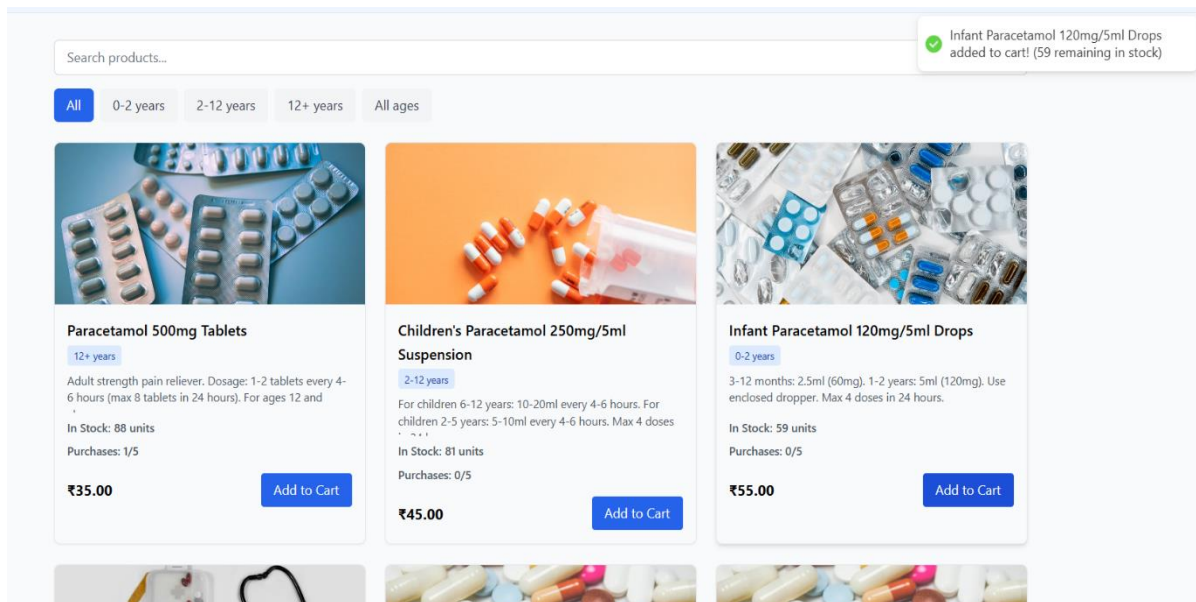 Infant Paracetamol 120mg/5ml Drops
added to cart! (59 remaining in stock)
Search products...
All
0-2 years
2-12 years
12+ years
All ages
Paracetamol 500mg Tablets
12+ years
Adult strength pain reliever. Dosage: 1-2 tablets every 4-
6 hours (max 8 tablets in 24 hours). For ages 12 and
In Stock: 88 units
Purchases: 1/5
₹35.00
Add to Cart
Children's Paracetamol 250mg/5ml
Suspension
2-12 years
For children 6-12 years: 10-20ml every 4-6 hours. For
children 2-5 years: 5-10ml every 4-6 hours. Max 4 doses
In Stock: 81 units
Purchases: 0/5
₹45.00
Add to Cart
Infant Paracetamol 120mg/5ml Drops
0-2 years
3-12 months: 2.5ml (60mg). 1-2 years: 5ml (120mg). Use
enclosed dropper. Max 4 doses in 24 hours.
In Stock: 59 units
Purchases: 0/5
₹55.00
Add to Cart